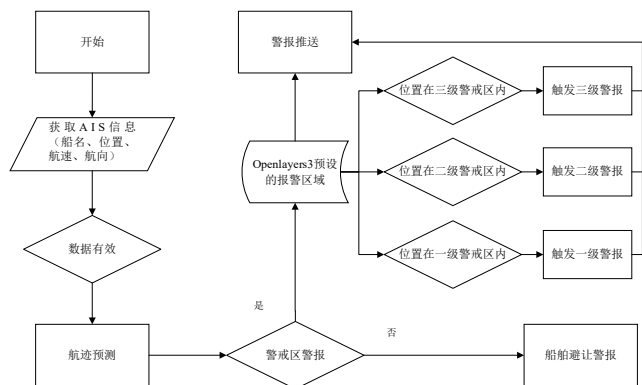 开始
获取AIS信息
（船名、位置、
航速、航向）
数据有效
航迹预测
警戒区警报
是
否
船舶避让警报
Openlayers3预设
的报警区域
警报推送
位置在三级警戒区内
触发三级警报
位置在二级警戒区内
触发二级警报
位置在一级警戒区内
触发一级警报